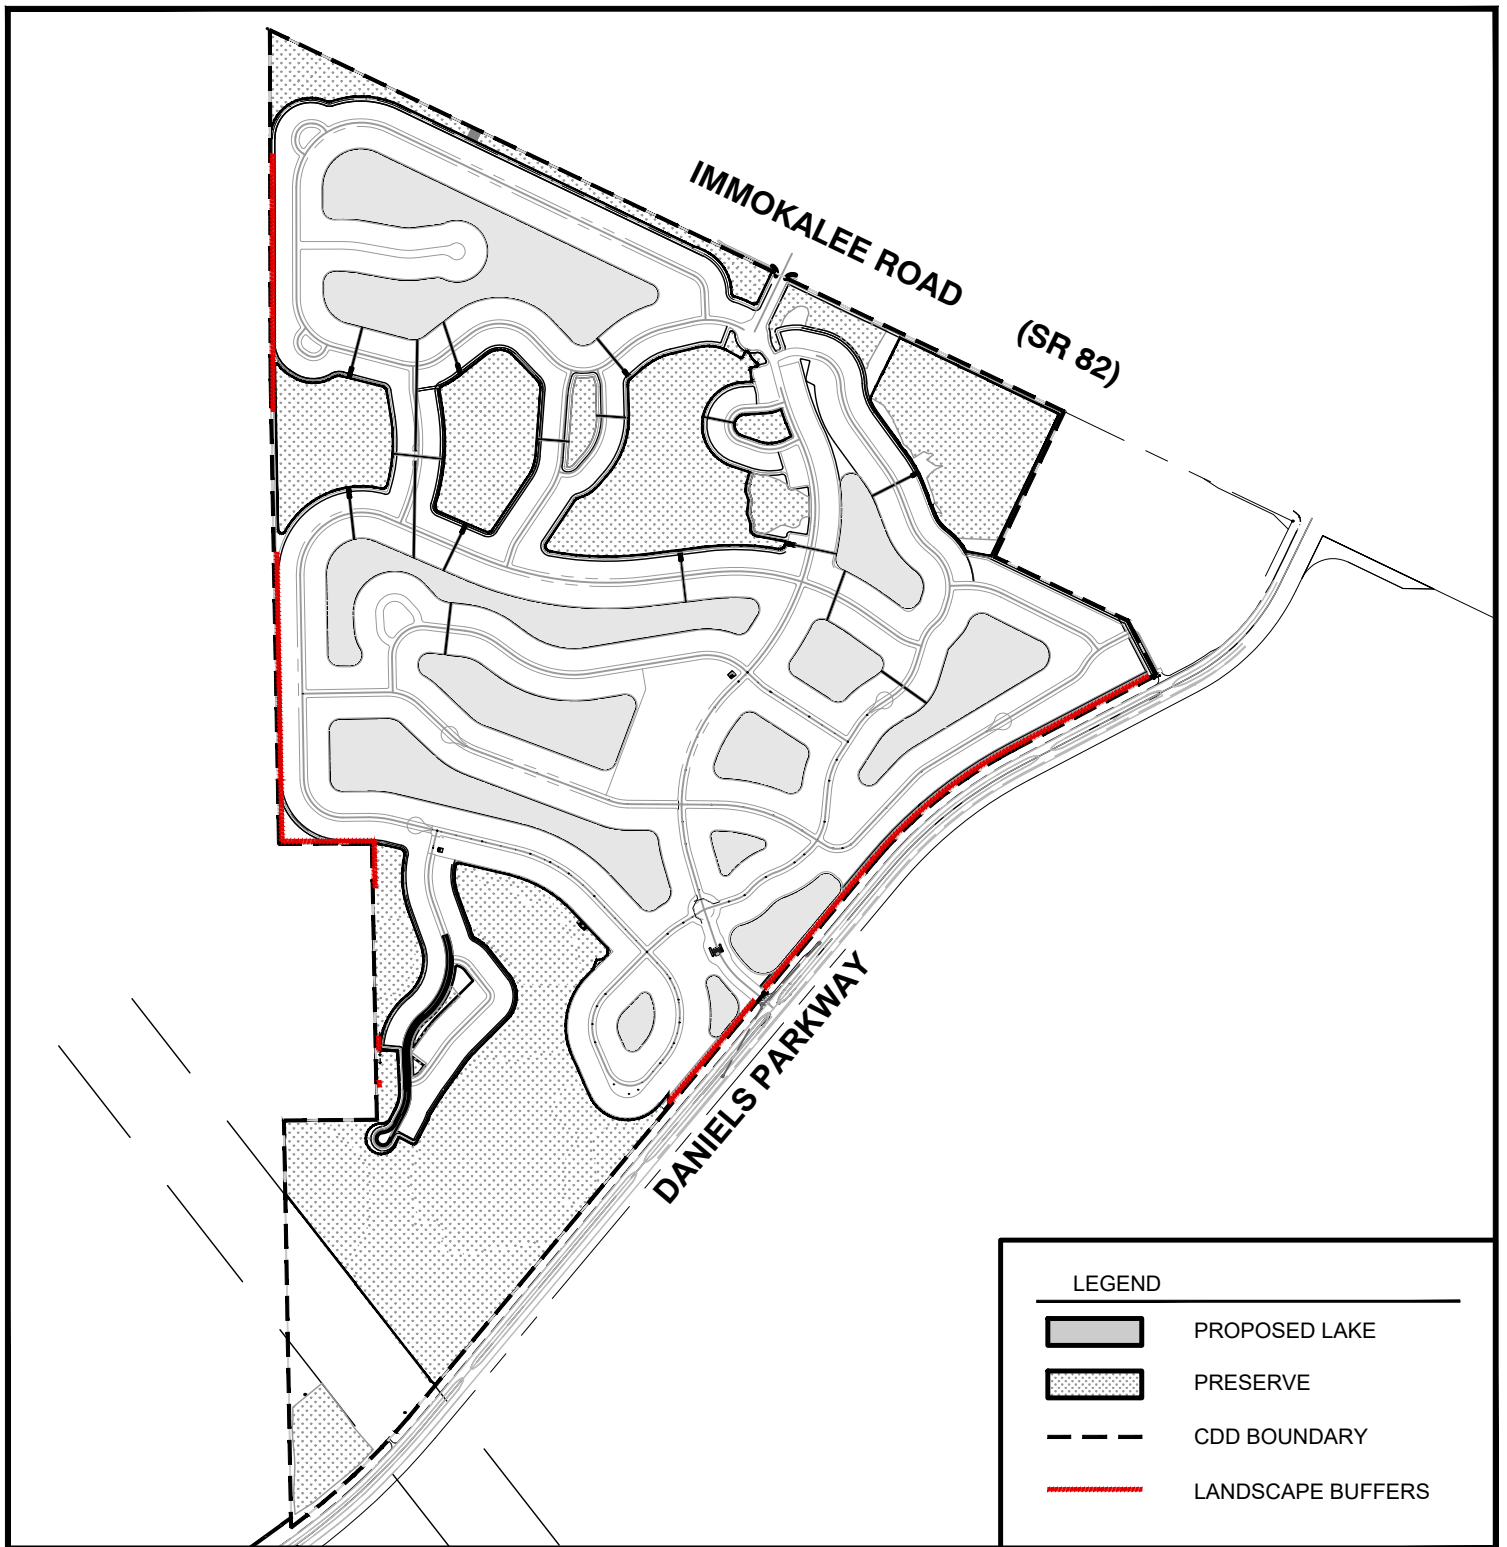 IMMOKALEE ROAD
(SR 82)
DANIELS PARKWAY
LEGEND
PROPOSED LAKE
PRESERVE
CDD BOUNDARY
LANDSCAPE BUFFERS